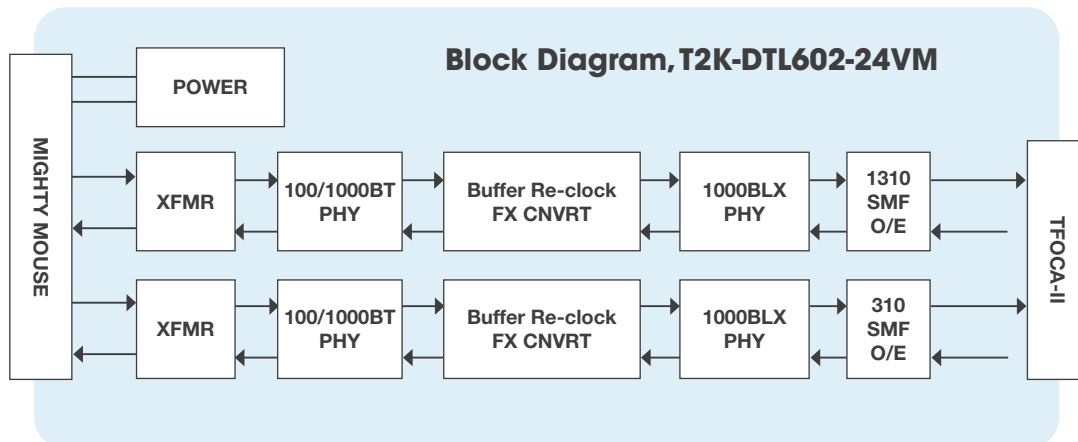 Block Diagram, T2K-DTL602-24VM
MIGHTY MOUSE
POWER
XFMR
100/1000BT
PHY
Buffer Re-clock
FX CNVRT
1000BLX
PHY
1310
SMF
O/E
TFOCA-II
XFMR
100/1000BT
PHY
Buffer Re-clock
FX CNVRT
1000BLX
PHY
310
SMF
O/E